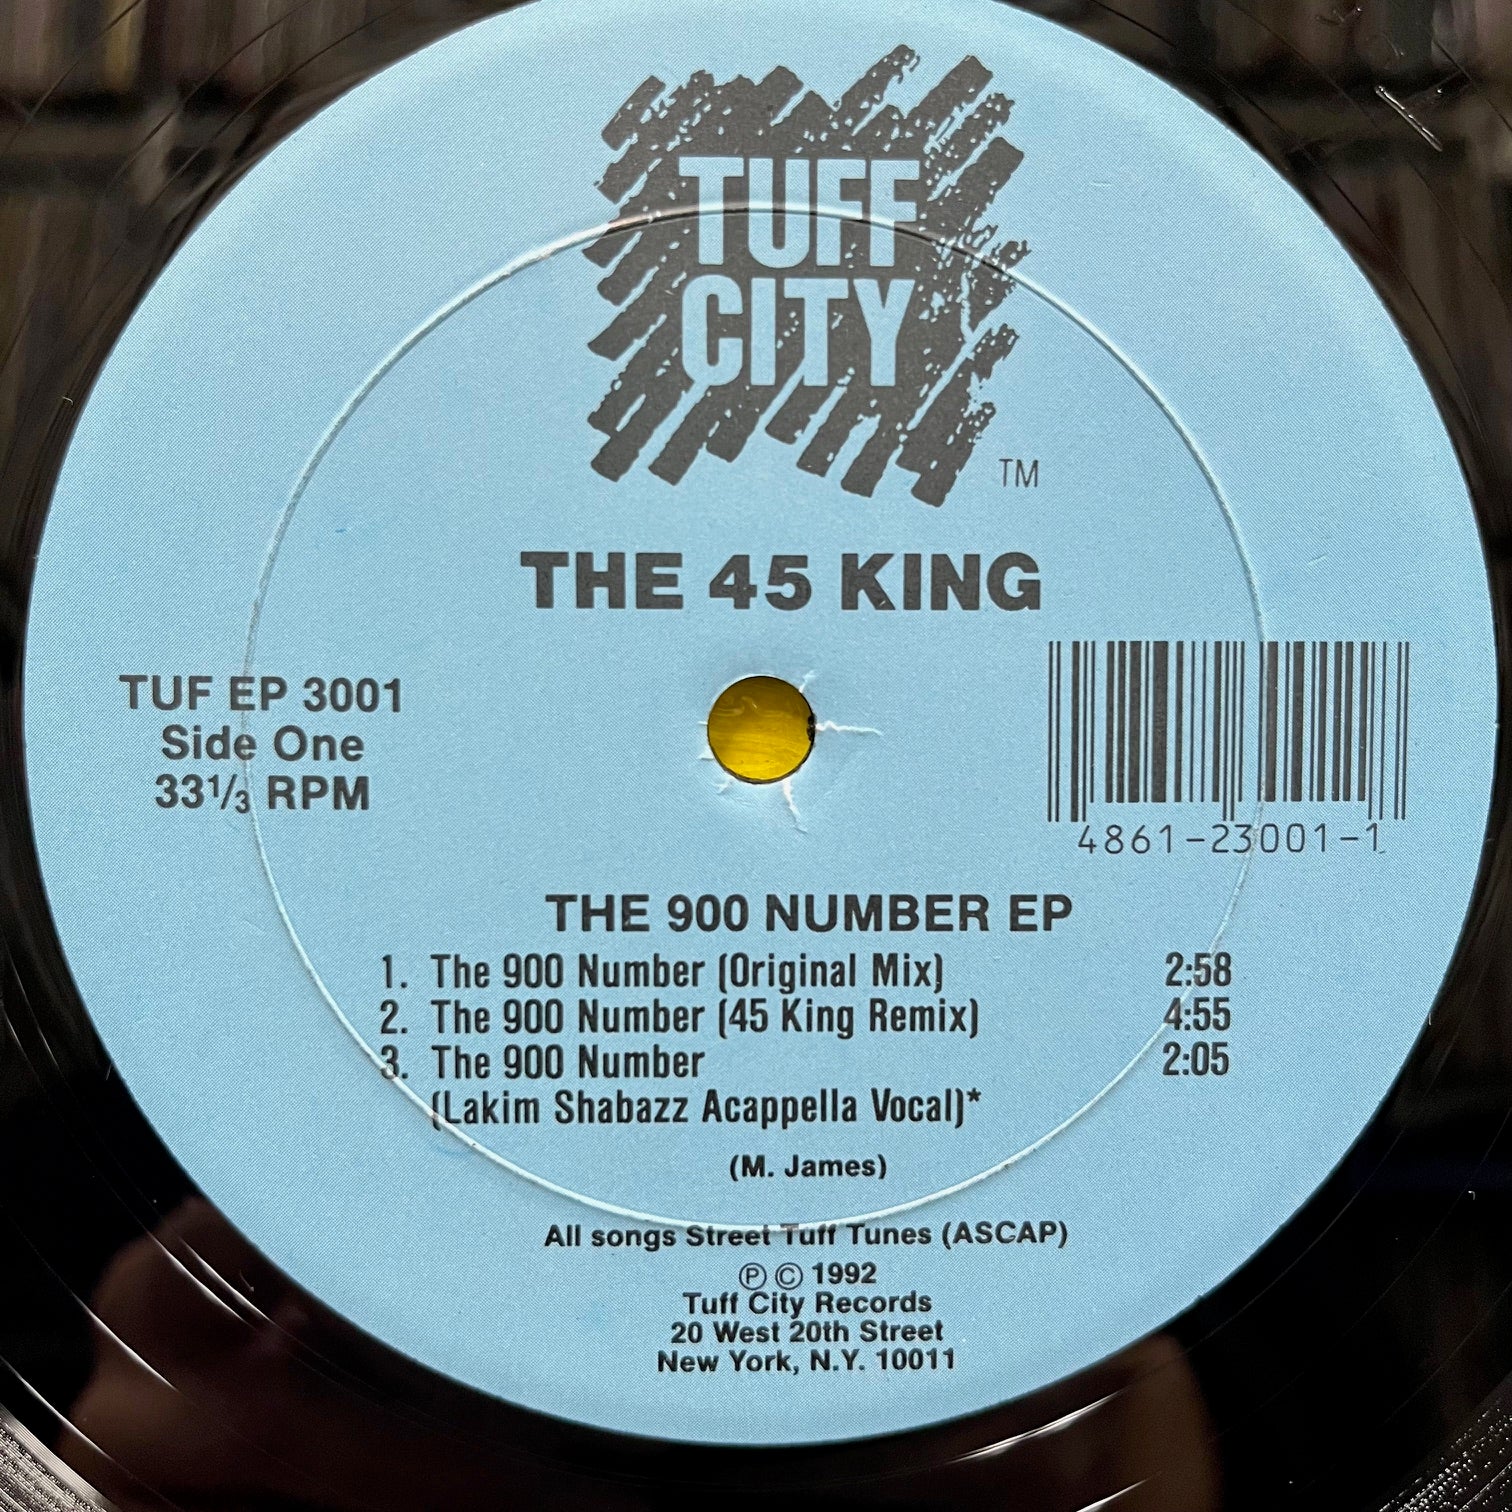 TUFF
CITY
TM
THE 45 KING
TUF EP 3001
Side One
33⅓ RPM
4861-23001-1
THE 900 NUMBER EP
1. The 900 Number (Original Mix) 2:58
2. The 900 Number (45 King Remix) 4:55
3. The 900 Number 2:05
(Lakim Shabazz Acappella Vocal)*
(M. James)
All songs Street Tuff Tunes (ASCAP)
℗ © 1992
Tuff City Records
20 West 20th Street
New York, N.Y. 10011